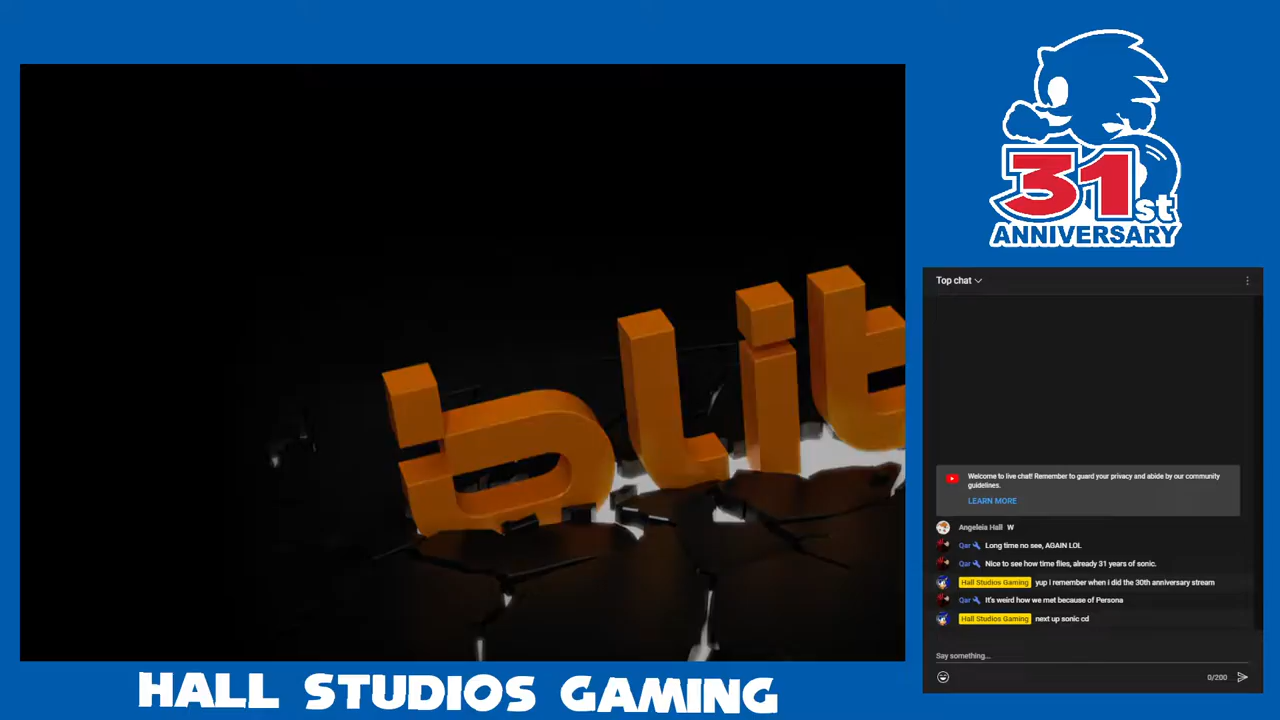 31st
ANNIVERSARY
blit
Top chat
Welcome to live chat! Remember to guard your privacy and abide by our community
guidelines.
LEARN MORE
Angeleia Hall W
Qar Long time no see, AGAIN LOL
Qar Nice to see how time flies, already 31 years of sonic.
Hall Studios Gaming yup i remember when i did the 30th anniversary stream
Qar It's weird how we met because of Persona
Hall Studios Gaming next up sonic cd
Say something...
0/200
HALL STUDIOS GAMING